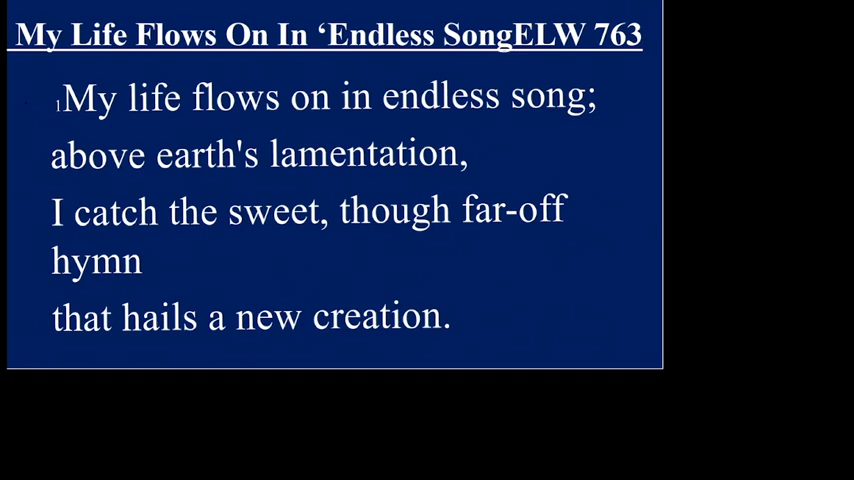 My Life Flows On In ‘Endless SongELW 763
1My life flows on in endless song;
above earth's lamentation,
I catch the sweet, though far-off
hymn
that hails a new creation.